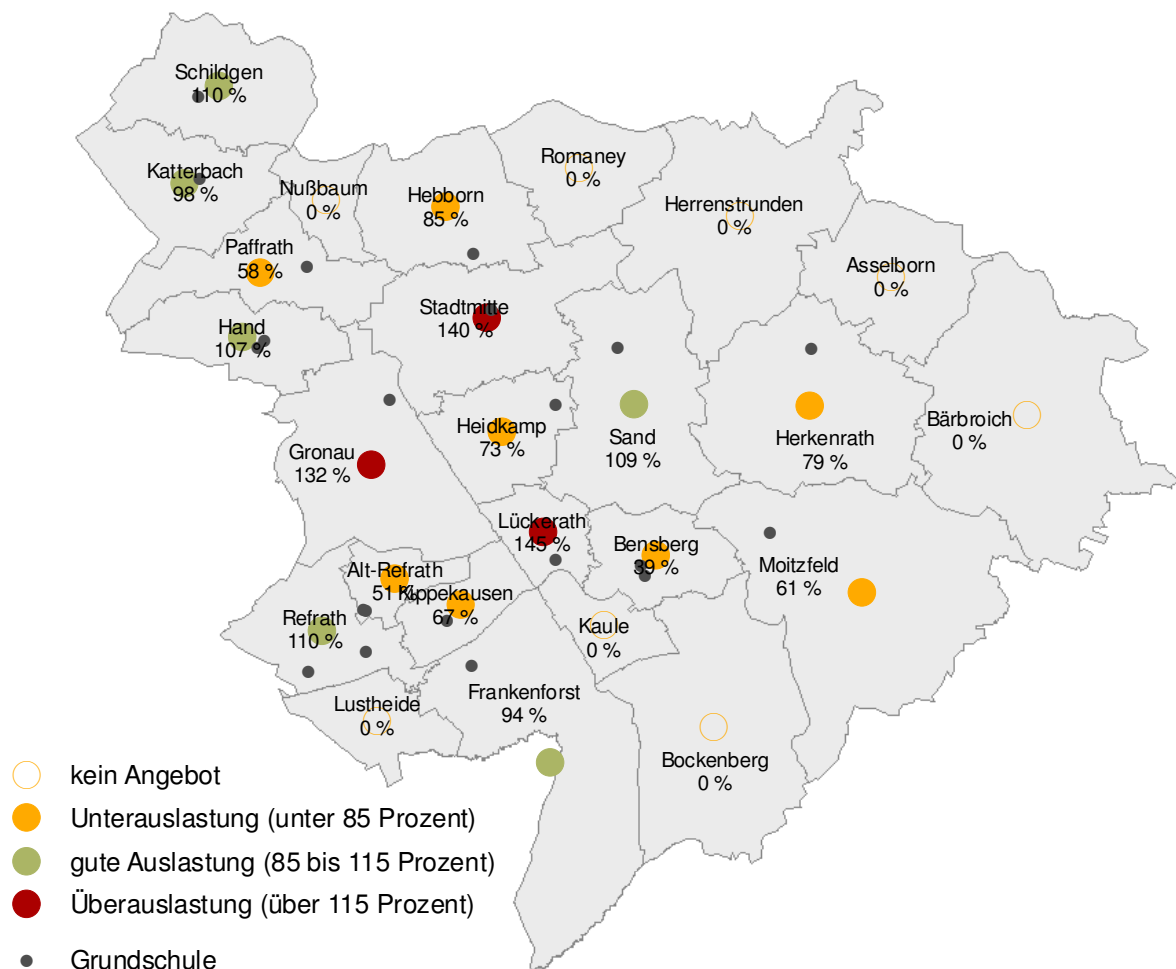 Schildgen
110 %
Katterbach
98 %
Nußbaum
0 %
Hebborn
85 %
Romaney
0 %
Herrenstrunden
0 %
Paffrath
58 %
Asselborn
0 %
Stadtmitte
140 %
Hand
107 %
Heidkamp
73 %
Sand
109 %
Herkenrath
79 %
Bärbroich
0 %
Gronau
132 %
Lückerath
145 %
Bensberg
39 %
Moitzfeld
61 %
Alt-Refrath
51 %
Kippekausen
67 %
Refrath
110 %
Kaule
0 %
Lustheide
0 %
Frankenforst
94 %
Bockenberg
0 %
kein Angebot
Unterauslastung (unter 85 Prozent)
gute Auslastung (85 bis 115 Prozent)
Überauslastung (über 115 Prozent)
Grundschule